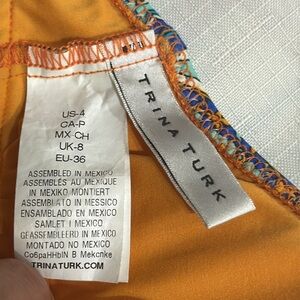 US-4
CA-P
MX-CH
UK-8
EU-36
ASSEMBLED IN MEXICO
ASSEMBLÉS AU MEXIQUE
IN MEXIKO MONTIERT
ASSEMBLATO IN MESSICO
ENSAMBLADO EN MEXICO
SAMLET I MEXICO
GEASSEMBLEERD IN MEXICO
MONTADO NO MEXICO
TRINATURK.COM
TRINA TURK